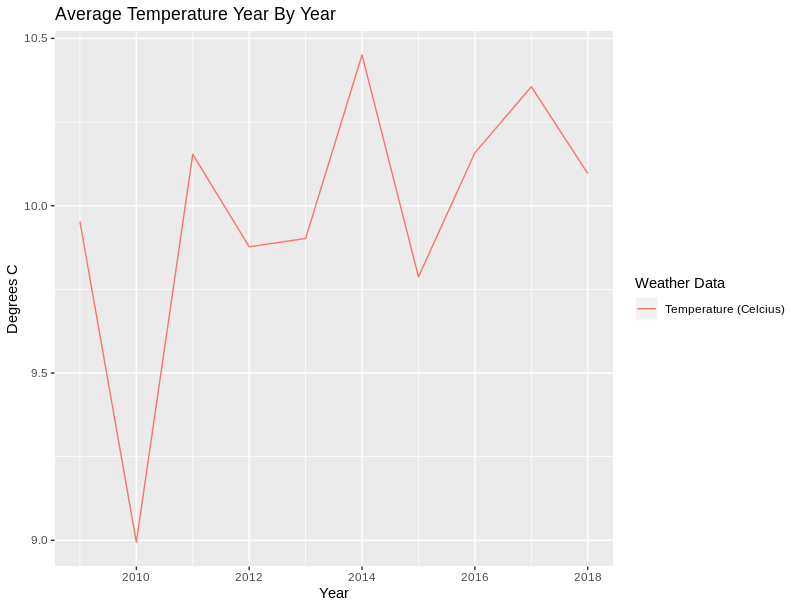 Average Temperature Year By Year
10.5
10.0
9.5
9.0
Degrees C
2010 2012 2014 2016 2018
Year
Weather Data
Temperature (Celcius)